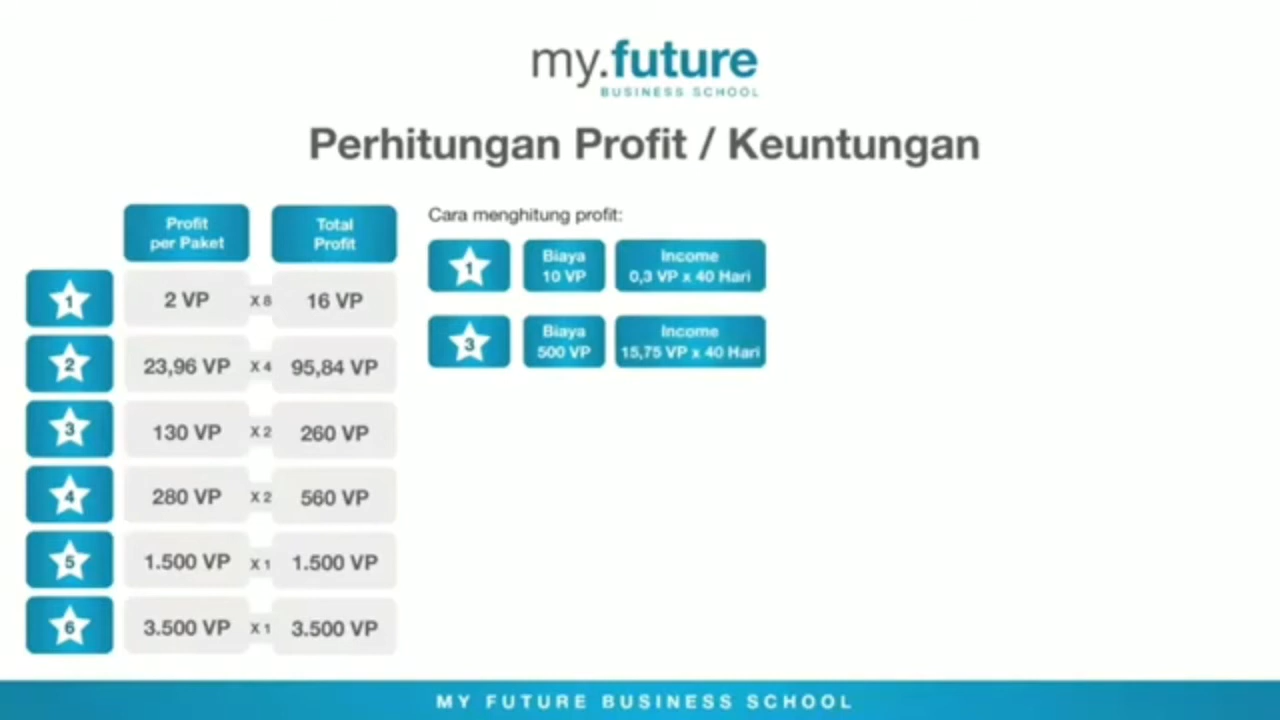 my.future
BUSINESS SCHOOL
Perhitungan Profit / Keuntungan
Profit
per Paket
Total
Profit
1
2 VP X 8 16 VP
2
23,96 VP X 4 95,84 VP
3
130 VP X 2 260 VP
4
280 VP X 2 560 VP
5
1.500 VP X 1 1.500 VP
6
3.500 VP X 1 3.500 VP
Cara menghitung profit:
1
Biaya
10 VP
Income
0,3 VP x 40 Hari
3
Biaya
500 VP
Income
15,75 VP x 40 Hari
MY FUTURE BUSINESS SCHOOL